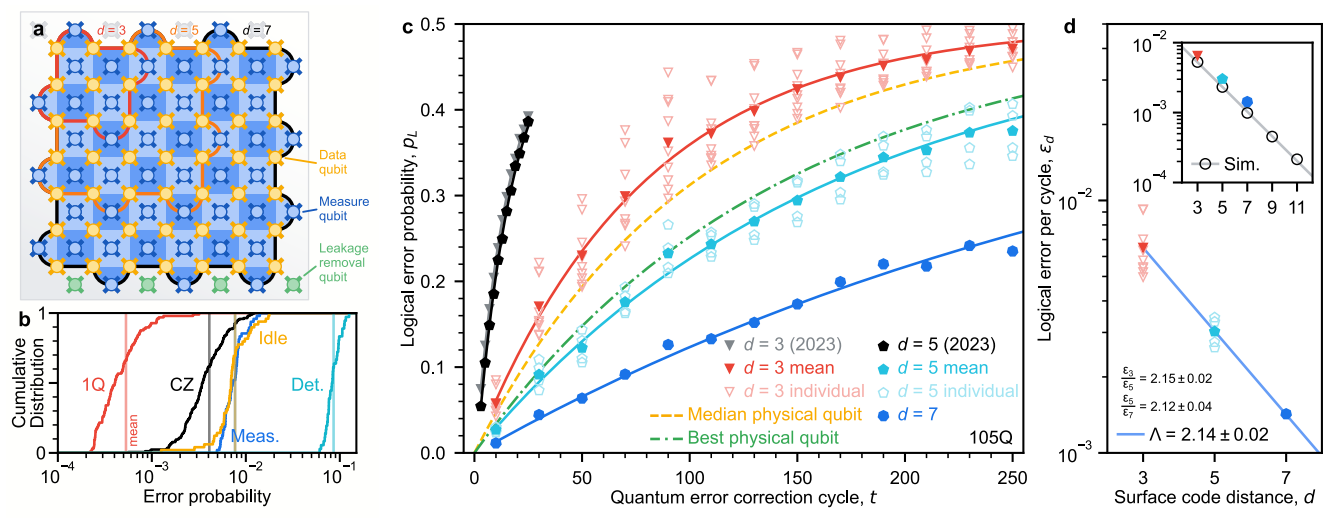 a
d = 3
d = 5
d = 7
Data
qubit
Measure
qubit
Leakage
removal
qubit
b
1
0
Cumulative
Distribution
1Q
mean
CZ
Idle
Meas.
Det.
10⁻⁴
10⁻³
10⁻²
10⁻¹
Error probability
c
0.5
0.4
0.3
0.2
0.1
0.0
Logical error probability, p_L
d = 3 (2023)
d = 5 (2023)
d = 3 mean
d = 5 mean
d = 3 individual
d = 5 individual
Median physical qubit
d = 7
Best physical qubit
105Q
0
50
100
150
200
250
Quantum error correction cycle, t
d
10⁻²
10⁻³
Logical error per cycle, ε_d
10⁻²
10⁻³
10⁻⁴
Sim.
3
5
7
9
11
ε₃/ε₅ = 2.15 ± 0.02
ε₅/ε₇ = 2.12 ± 0.04
Λ = 2.14 ± 0.02
3
5
7
Surface code distance, d